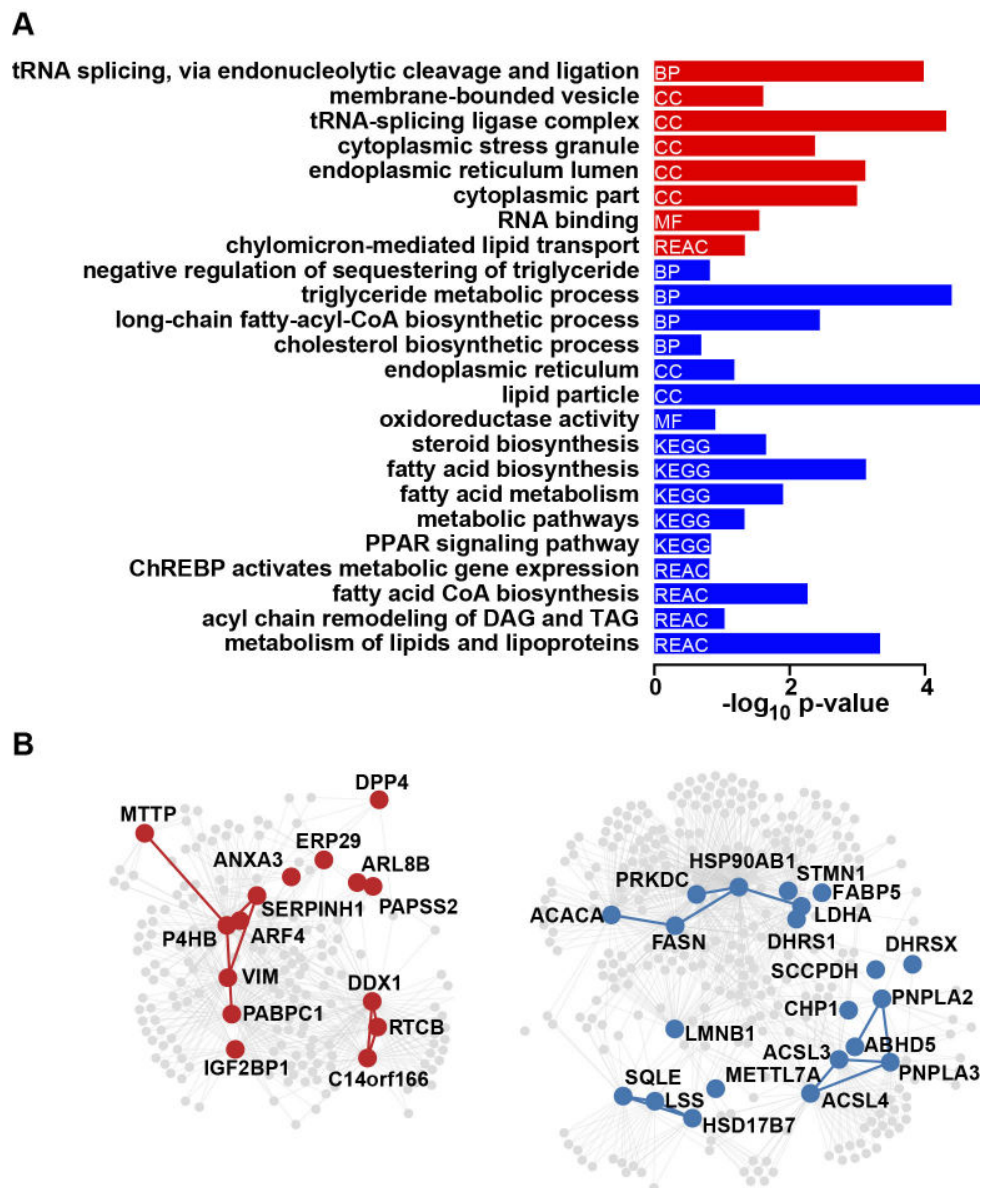 A
tRNA splicing, via endonucleolytic cleavage and ligation BP
membrane-bounded vesicle CC
tRNA-splicing ligase complex CC
cytoplasmic stress granule CC
endoplasmic reticulum lumen CC
cytoplasmic part CC
RNA binding MF
chylomicron-mediated lipid transport REAC
negative regulation of sequestering of triglyceride BP
triglyceride metabolic process BP
long-chain fatty-acyl-CoA biosynthetic process BP
cholesterol biosynthetic process BP
endoplasmic reticulum CC
lipid particle CC
oxidoreductase activity MF
steroid biosynthesis KEGG
fatty acid biosynthesis KEGG
fatty acid metabolism KEGG
metabolic pathways KEGG
PPAR signaling pathway KEGG
ChREBP activates metabolic gene expression REAC
fatty acid CoA biosynthesis REAC
acyl chain remodeling of DAG and TAG REAC
metabolism of lipids and lipoproteins REAC
0 2 4
-log10 p-value
B
DPP4
MTTP
ERP29
ANXA3
ARL8B
PAPSS2
SERPINH1
P4HB
ARF4
VIM
DDX1
PABPC1
RTCB
IGF2BP1
C14orf166
HSP90AB1
PRKDC
STMN1
FABP5
ACACA
LDHA
FASN
DHRS1
DHRSX
SCCPDH
CHP1
PNPLA2
LMNB1
ABHD5
ACSL3
PNPLA3
METTL7A
SQLE
LSS
ACSL4
HSD17B7